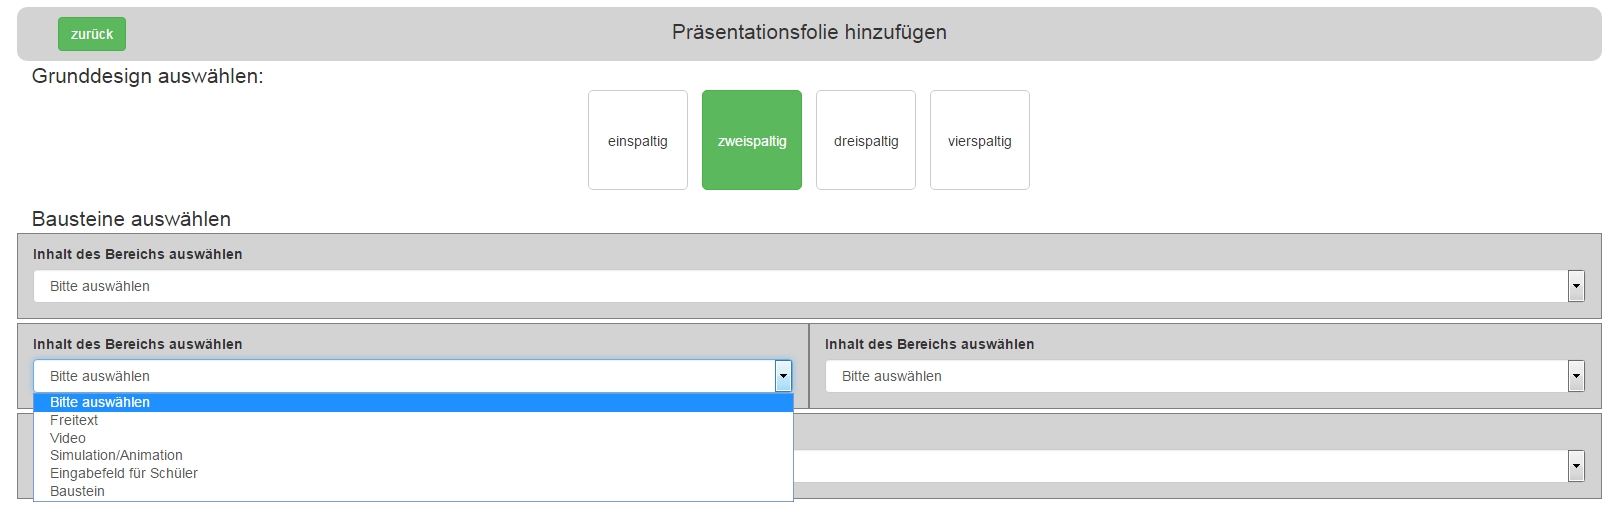 zurück
Präsentationsfolie hinzufügen
Grunddesign auswählen:
einspaltig
zweispaltig
dreispaltig
vierspaltig
Bausteine auswählen
Inhalt des Bereichs auswählen
Bitte auswählen
Inhalt des Bereichs auswählen
Bitte auswählen
Bitte auswählen
Freitext
Video
Simulation/Animation
Eingabefeld für Schüler
Baustein
Inhalt des Bereichs auswählen
Bitte auswählen